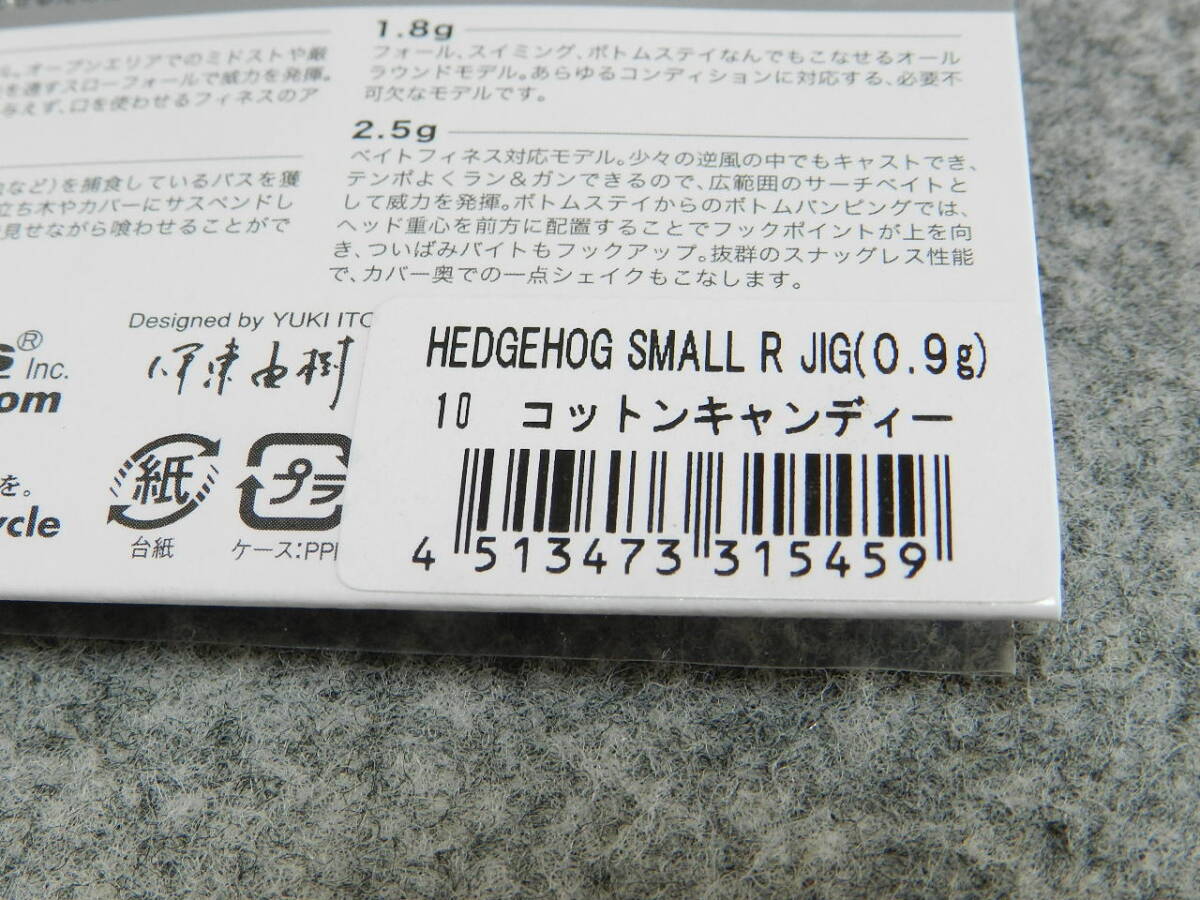 ル。オープンエリアでのミドストや厳
を通すスローフォールで威力を発揮。
与えず、口を使わせるフィネスのア
など)を捕食しているバスを獲
立ち木やカバーにサスペンドし
見せながら喰わせることがで
1.8g
フォール、スイミング、ボトムステイなんでもこなせるオール
ラウンドモデル。あらゆるコンディションに対応する、必要不
可欠なモデルです。
2.5g
ベイトフィネス対応モデル。少々の逆風の中でもキャストでき、
テンポよくラン&ガンできるので、広範囲のサーチベイトと
して威力を発揮。ボトムステイからのボトムパンピングでは、
ヘッド重心を前方に配置することでフックポイントが上を向
き、ついばみバイトもフックアップ。抜群のスナッグレス性能
で、カバー奥での一点シェイクもこなします。
Designed by YUKI ITO
伊東由樹
® Inc.
om
を。
ycle
紙
台紙
プラ
ケース:PP
HEDGEHOG SMALL R JIG(0.9g)
10 コットンキャンディー
4 513473 315459